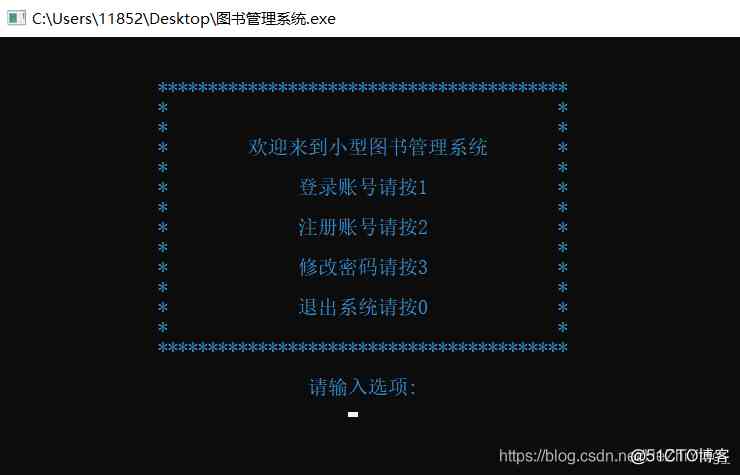 C:\Users\11852\Desktop\图书管理系统.exe
*****************************************
欢迎来到小型图书管理系统
登录账号请按1
注册账号请按2
修改密码请按3
退出系统请按0
*****************************************
请输入选项:
https://blog.csdn.net/
@51CTO博客